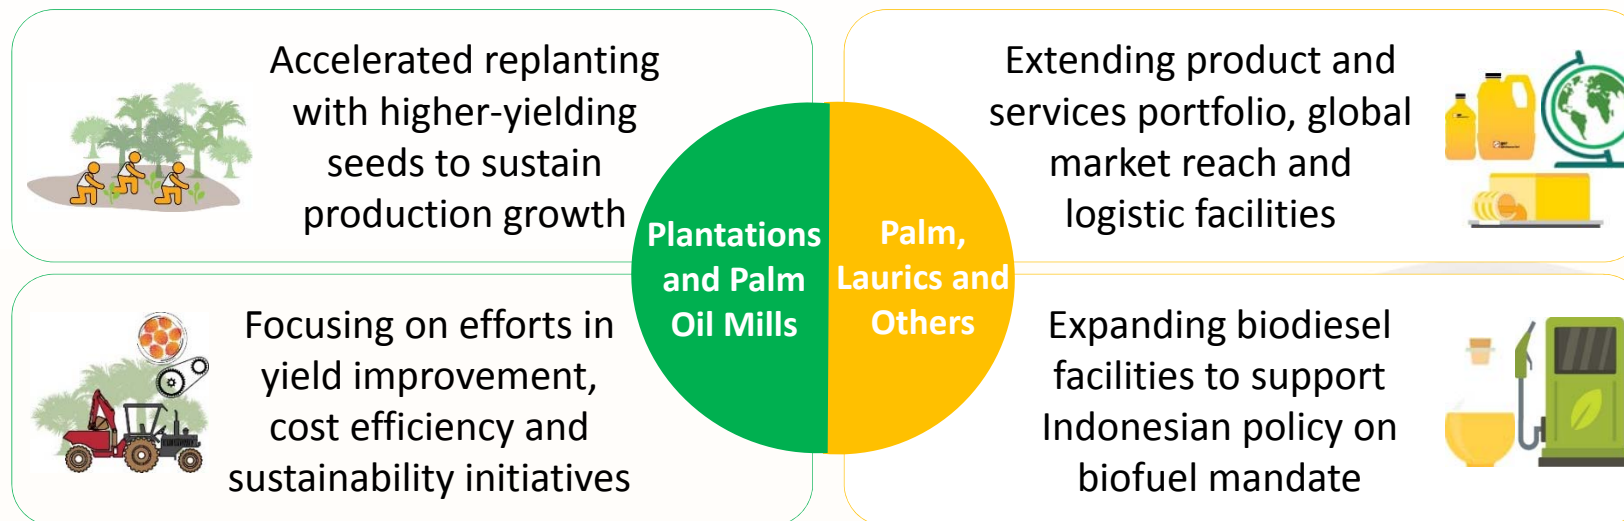 Accelerated replanting
with higher-yielding
seeds to sustain
production growth
Extending product and
services portfolio, global
market reach and
logistic facilities
Plantations
and Palm
Oil Mills
Palm,
Laurics and
Others
Focusing on efforts in
yield improvement,
cost efficiency and
sustainability initiatives
Expanding biodiesel
facilities to support
Indonesian policy on
biofuel mandate